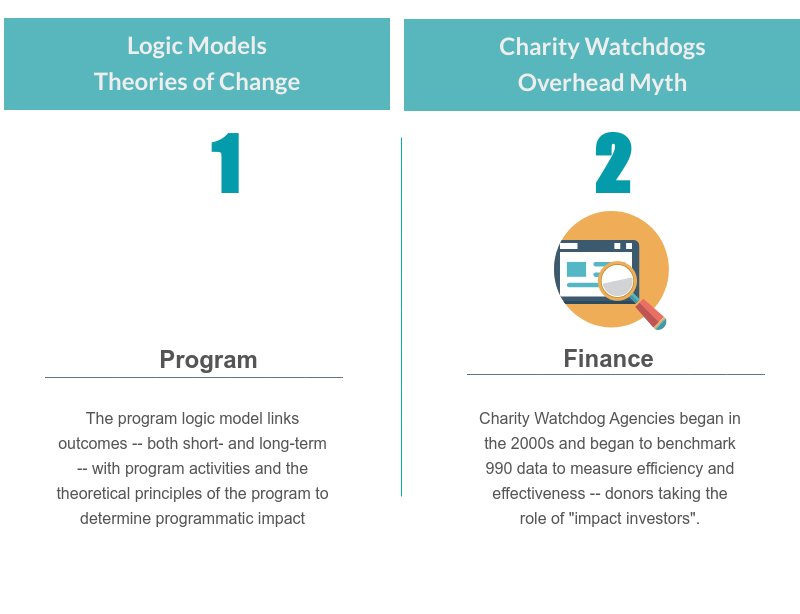 Logic Models
Theories of Change
1
Program
The program logic model links
outcomes -- both short- and long-term
-- with program activities and the
theoretical principles of the program to
determine programmatic impact
Charity Watchdogs
Overhead Myth
2
Finance
Charity Watchdog Agencies began in
the 2000s and began to benchmark
990 data to measure efficiency and
effectiveness -- donors taking the
role of "impact investors".